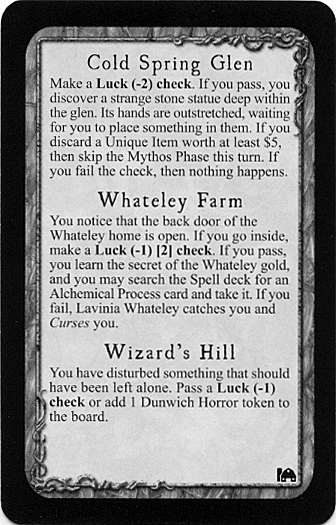 Cold Spring Glen
Make a Luck (-2) check. If you pass, you
discover a strange stone statue deep within
the glen. Its hands are outstretched, waiting
for you to place something in them. If you
discard a Unique Item worth at least $5,
then skip the Mythos Phase this turn. If
you fail the check, then nothing happens.
Whateley Farm
You notice that the back door of the
Whateley home is open. If you go inside,
make a Luck (-1) [2] check. If you pass,
you learn the secret of the Whateley gold,
and you may search the Spell deck for an
Alchemical Process card and take it. If you
fail, Lavinia Whateley catches you and
Curses you.
Wizard's Hill
You have disturbed something that should
have been left alone. Pass a Luck (-1)
check or add 1 Dunwich Horror token to
the board.